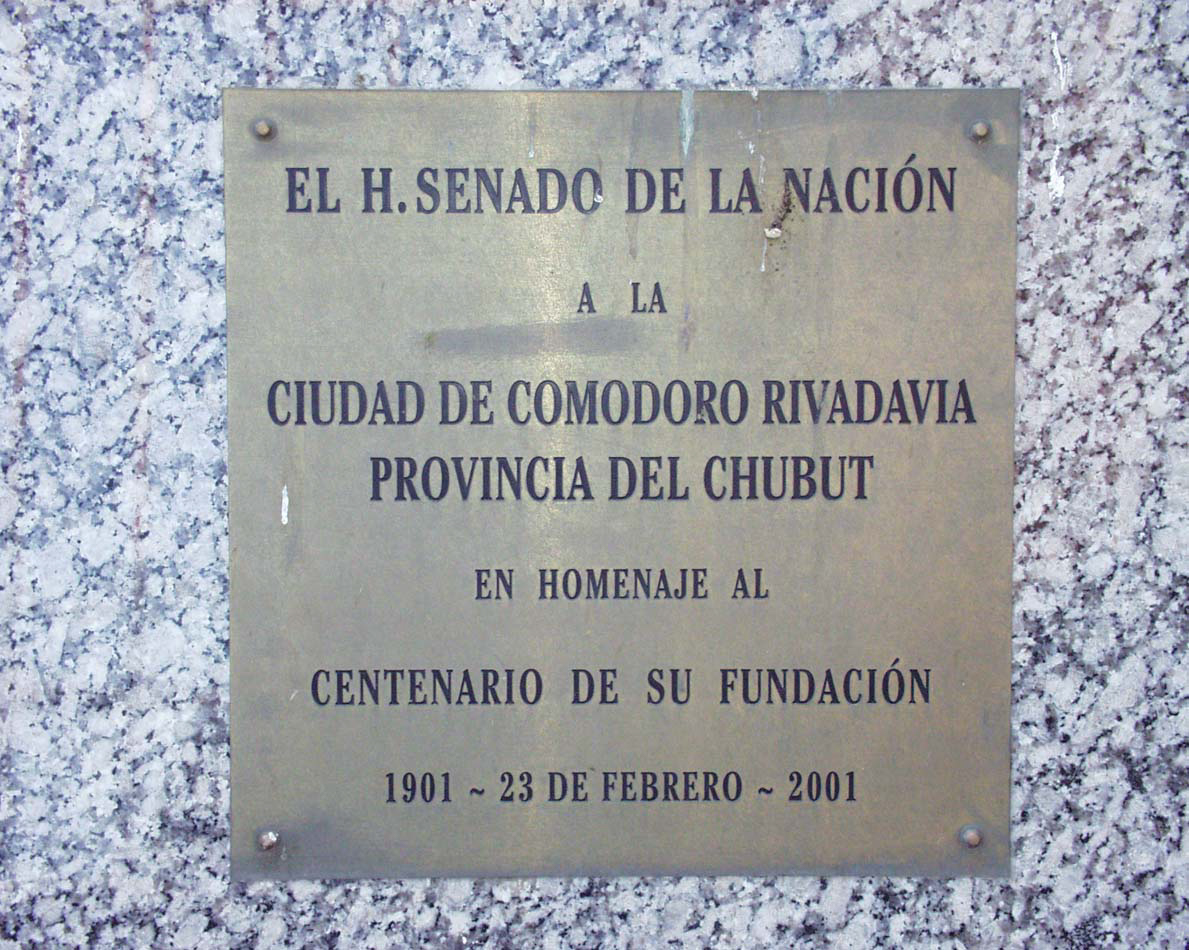 EL H. SENADO DE LA NACIÓN
A LA
CIUDAD DE COMODORO RIVADAVIA
PROVINCIA DEL CHUBUT
EN HOMENAJE AL
CENTENARIO DE SU FUNDACIÓN
1901 ~ 23 DE FEBRERO ~ 2001